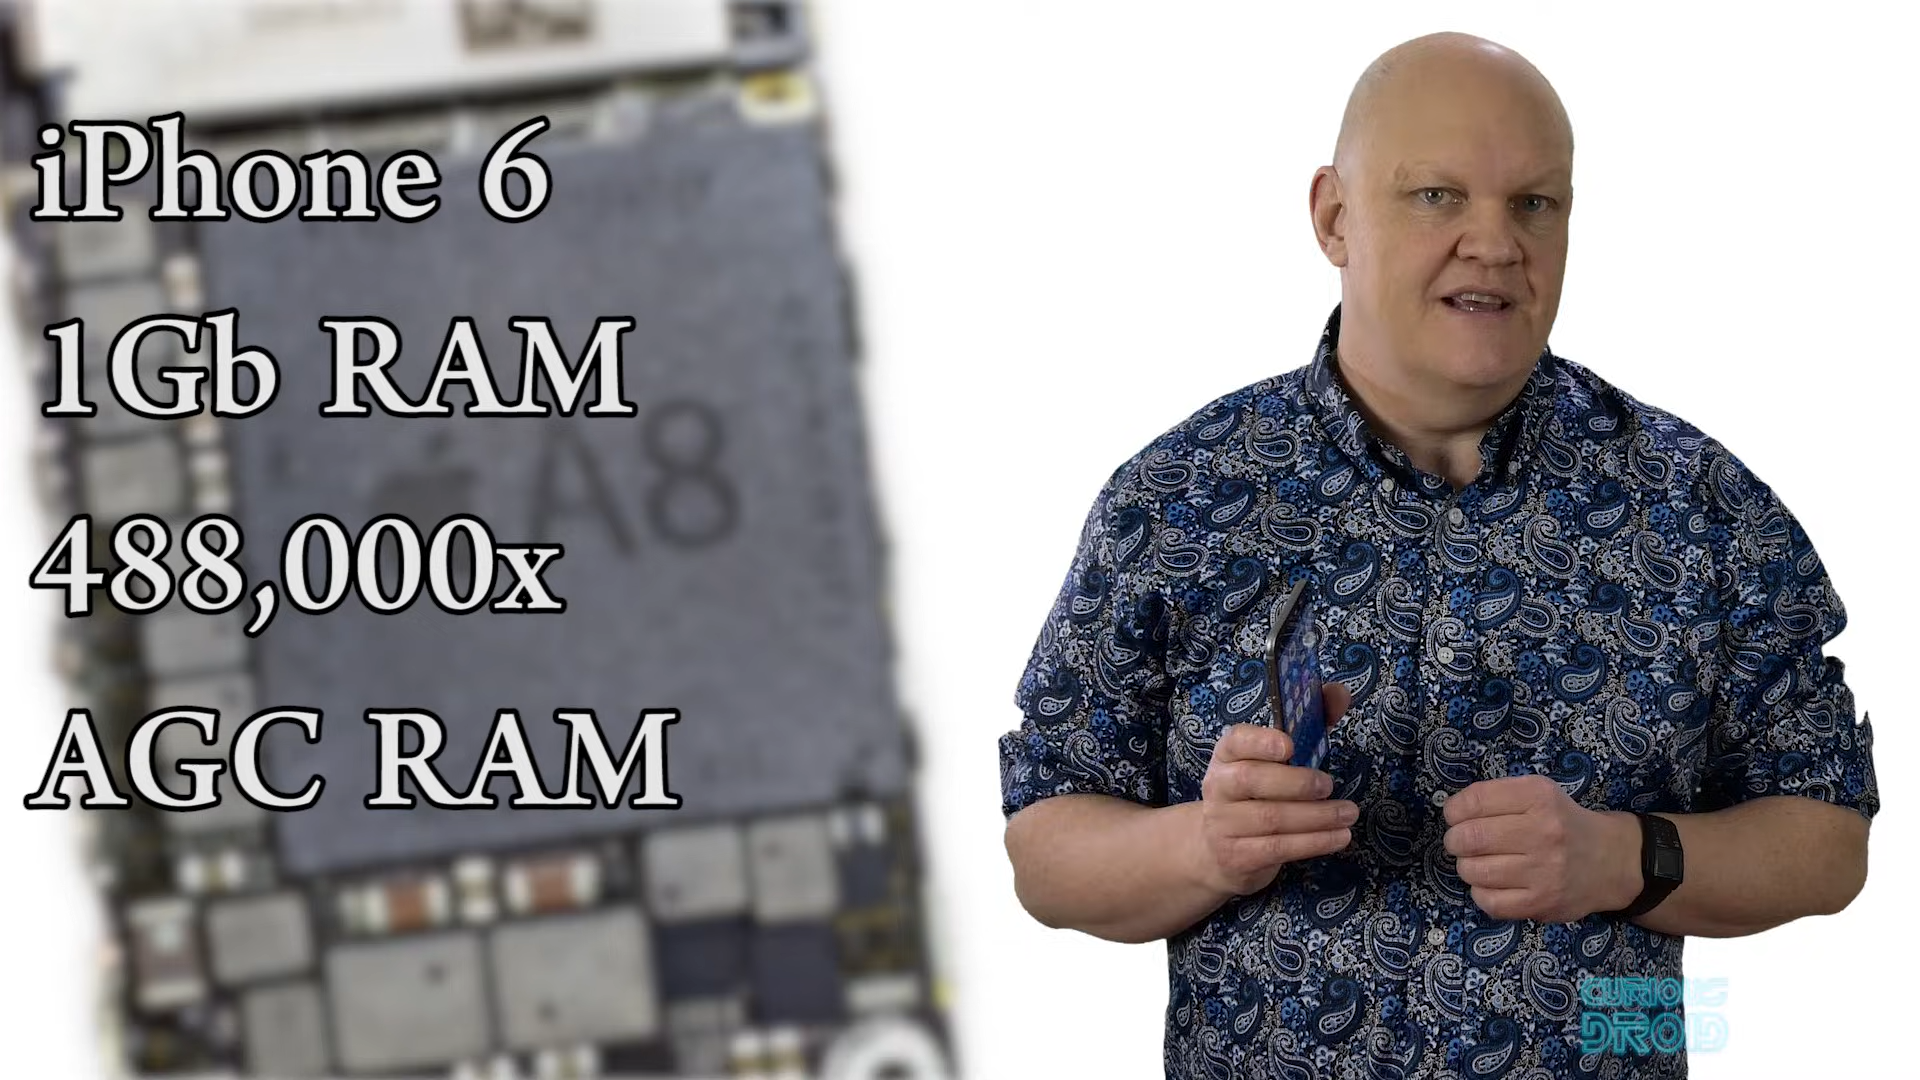 iPhone 6
1Gb RAM
A8
488,000x
AGC RAM
CURIOUS
DROID